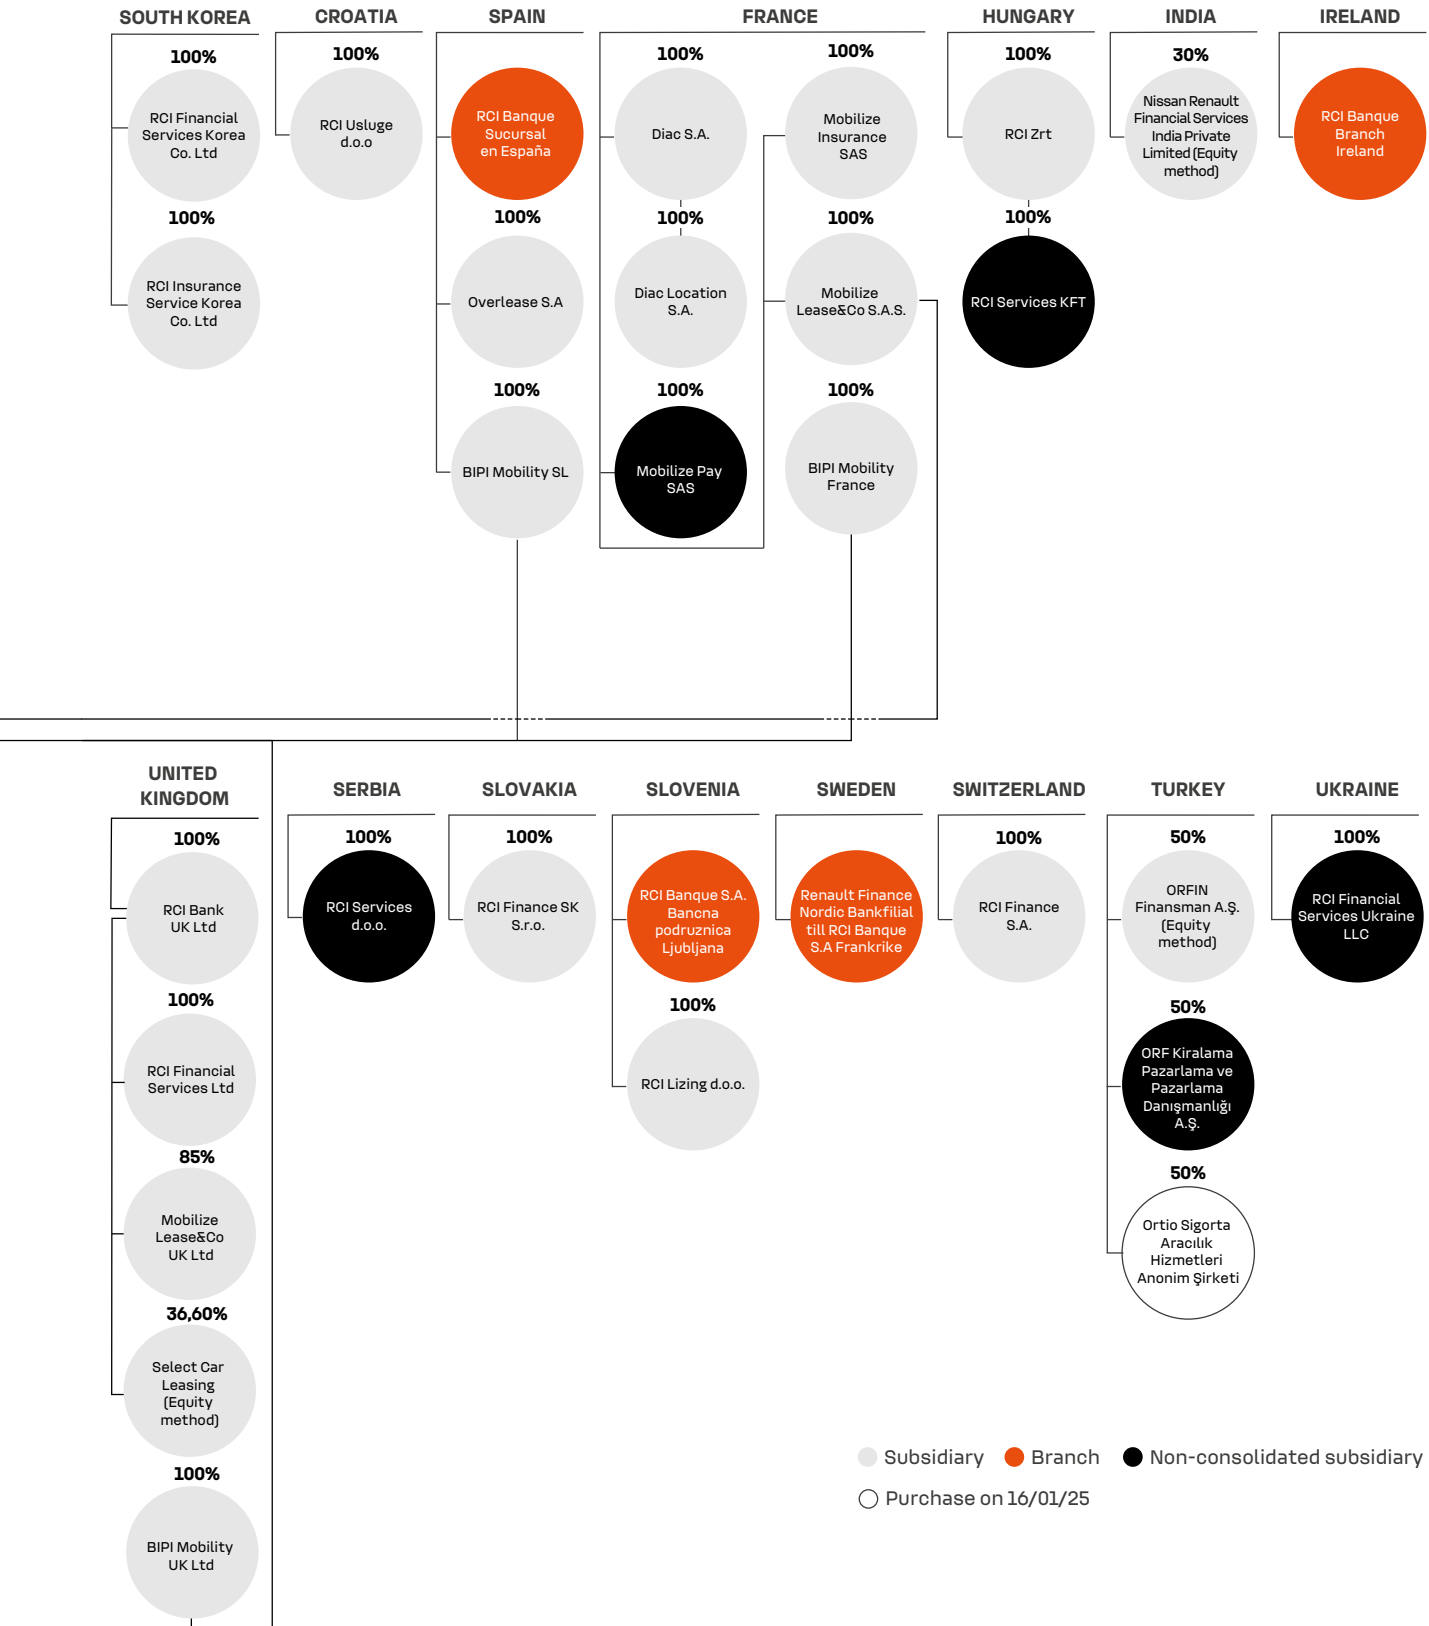 SOUTH KOREA
100%
RCI Financial
Services Korea
Co. Ltd
100%
RCI Insurance
Service Korea
Co. Ltd
CROATIA
100%
RCI Usluge
d.o.o
SPAIN
RCI Banque
Sucursal
en España
100%
Overlease S.A
100%
BIPI Mobility SL
FRANCE
100%
Diac S.A.
100%
Diac Location
S.A.
100%
Mobilize Pay
SAS
100%
Mobilize
Insurance
SAS
100%
Mobilize
Lease&Co S.A.S.
100%
BIPI Mobility
France
HUNGARY
100%
RCI Zrt
100%
RCI Services KFT
INDIA
30%
Nissan Renault
Financial Services
India Private
Limited (Equity
method)
IRELAND
RCI Banque
Branch
Ireland
UNITED
KINGDOM
100%
RCI Bank
UK Ltd
100%
RCI Financial
Services Ltd
85%
Mobilize
Lease&Co
UK Ltd
36,60%
Select Car
Leasing
(Equity
method)
100%
BIPI Mobility
UK Ltd
SERBIA
100%
RCI Services
d.o.o.
SLOVAKIA
100%
RCI Finance SK
S.r.o.
SLOVENIA
RCI Banque S.A.
Bancna
podruznica
Ljubljana
100%
RCI Lizing d.o.o.
SWEDEN
Renault Finance
Nordic Bankfilial
till RCI Banque
S.A Frankrike
SWITZERLAND
100%
RCI Finance
S.A.
TURKEY
50%
ORFIN
Finansman A.Ş.
(Equity
method)
50%
ORF Kiralama
Pazarlama ve
Pazarlama
Danışmanlığı
A.Ş.
50%
Ortio Sigorta
Aracılık
Hizmetleri
Anonim Şirketi
UKRAINE
100%
RCI Financial
Services Ukraine
LLC
Subsidiary
Branch
Non-consolidated subsidiary
Purchase on 16/01/25